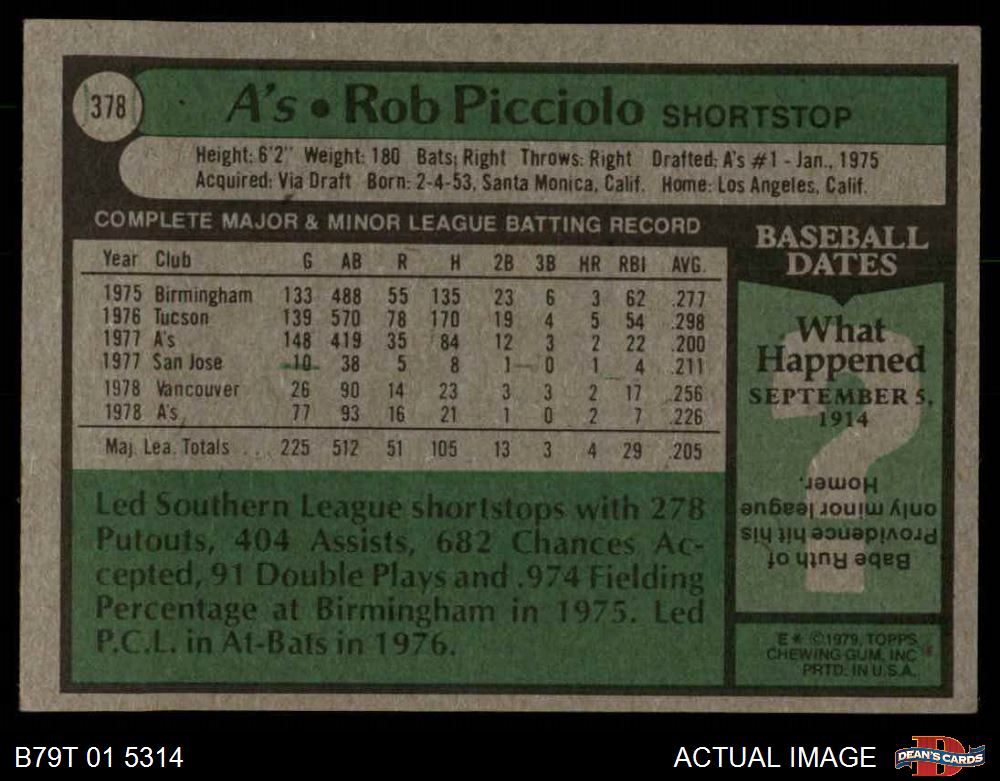 378
A's • Rob Picciolo SHORTSTOP
Height: 6'2" Weight: 180 Bats: Right Throws: Right Drafted: A's #1 - Jan., 1975
Acquired: Via Draft Born: 2-4-53, Santa Monica, Calif. Home: Los Angeles, Calif.
COMPLETE MAJOR & MINOR LEAGUE BATTING RECORD
Year Club G AB R H 2B 3B HR RBI AVG.
1975 Birmingham 133 488 55 135 23 6 3 62 .277
1976 Tucson 139 570 78 170 19 4 5 54 .298
1977 A's 148 419 35 84 12 3 2 22 .200
1977 San Jose 10 38 5 8 1 0 1 4 .211
1978 Vancouver 26 90 14 23 3 3 2 17 .256
1978 A's 77 93 16 21 1 0 2 7 .226
Maj. Lea. Totals 225 512 51 105 13 3 4 29 .205
Led Southern League shortstops with 278
Putouts, 404 Assists, 682 Chances Ac-
cepted, 91 Double Plays and .974 Fielding
Percentage at Birmingham in 1975. Led
P.C.L. in At-Bats in 1976.
BASEBALL
DATES
What
Happened
SEPTEMBER 5,
1914
?
Babe Ruth of
Providence hit his
only minor league
Homer.
E * ©1979, TOPPS
CHEWING GUM, INC *
PRTD. IN U.S.A.
B79T 01 5314
ACTUAL IMAGE
D
DEAN'S CARDS